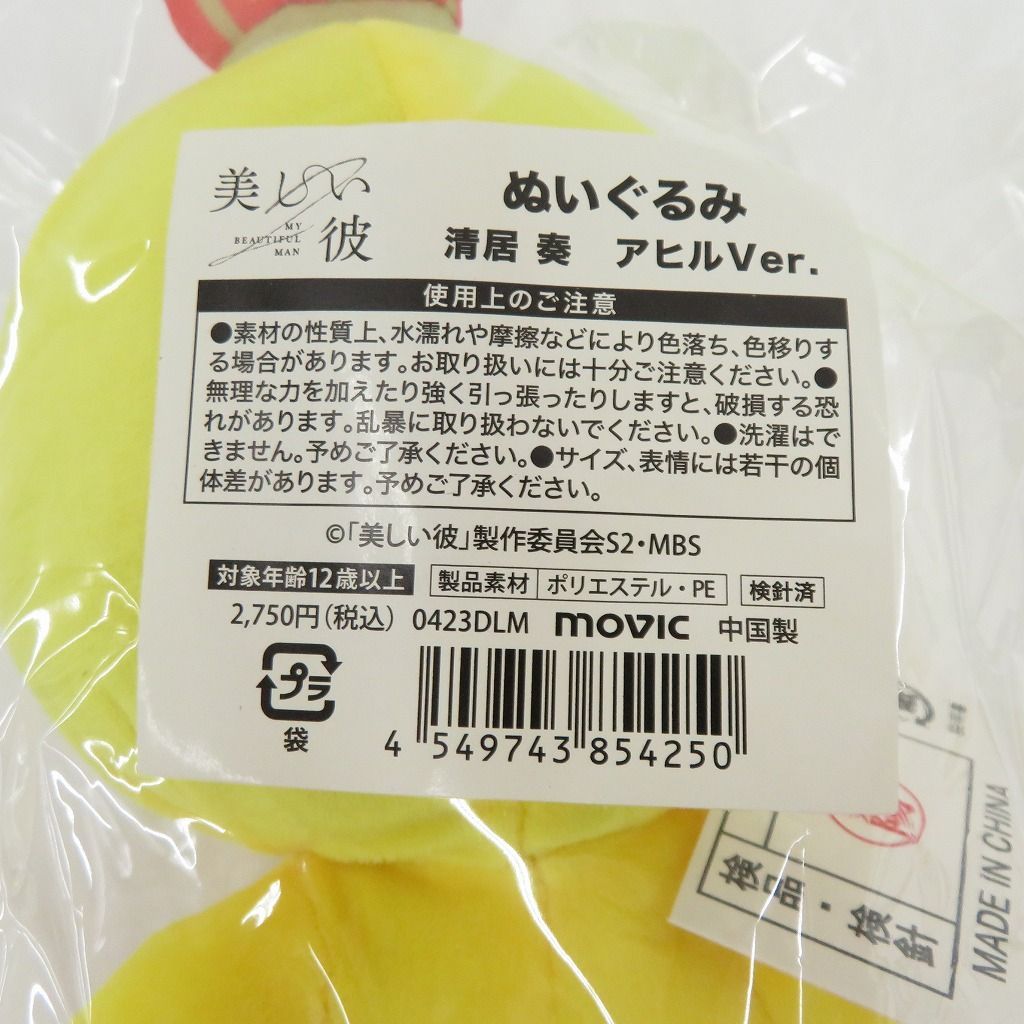 美しい彼
MY
BEAUTIFUL
MAN
ぬいぐるみ
清居 奏 アヒルVer.
使用上のご注意
●素材の性質上、水濡れや摩擦などにより色落ち、色移りす
る場合があります。お取り扱いには十分ご注意ください。●
無理な力を加えたり強く引っ張ったりしますと、破損する恐
れがあります。乱暴に取り扱わないでください。●洗濯はで
きません。予めご了承ください。●サイズ、表情には若干の個
体差があります。予めご了承ください。
©「美しい彼」製作委員会S2・MBS
対象年齢12歳以上 製品素材 ポリエステル・PE 検針済
2,750円(税込) 0423DLM movic 中国製
プラ
袋
4 549743 854250
検品・検針
MADE IN CHINA